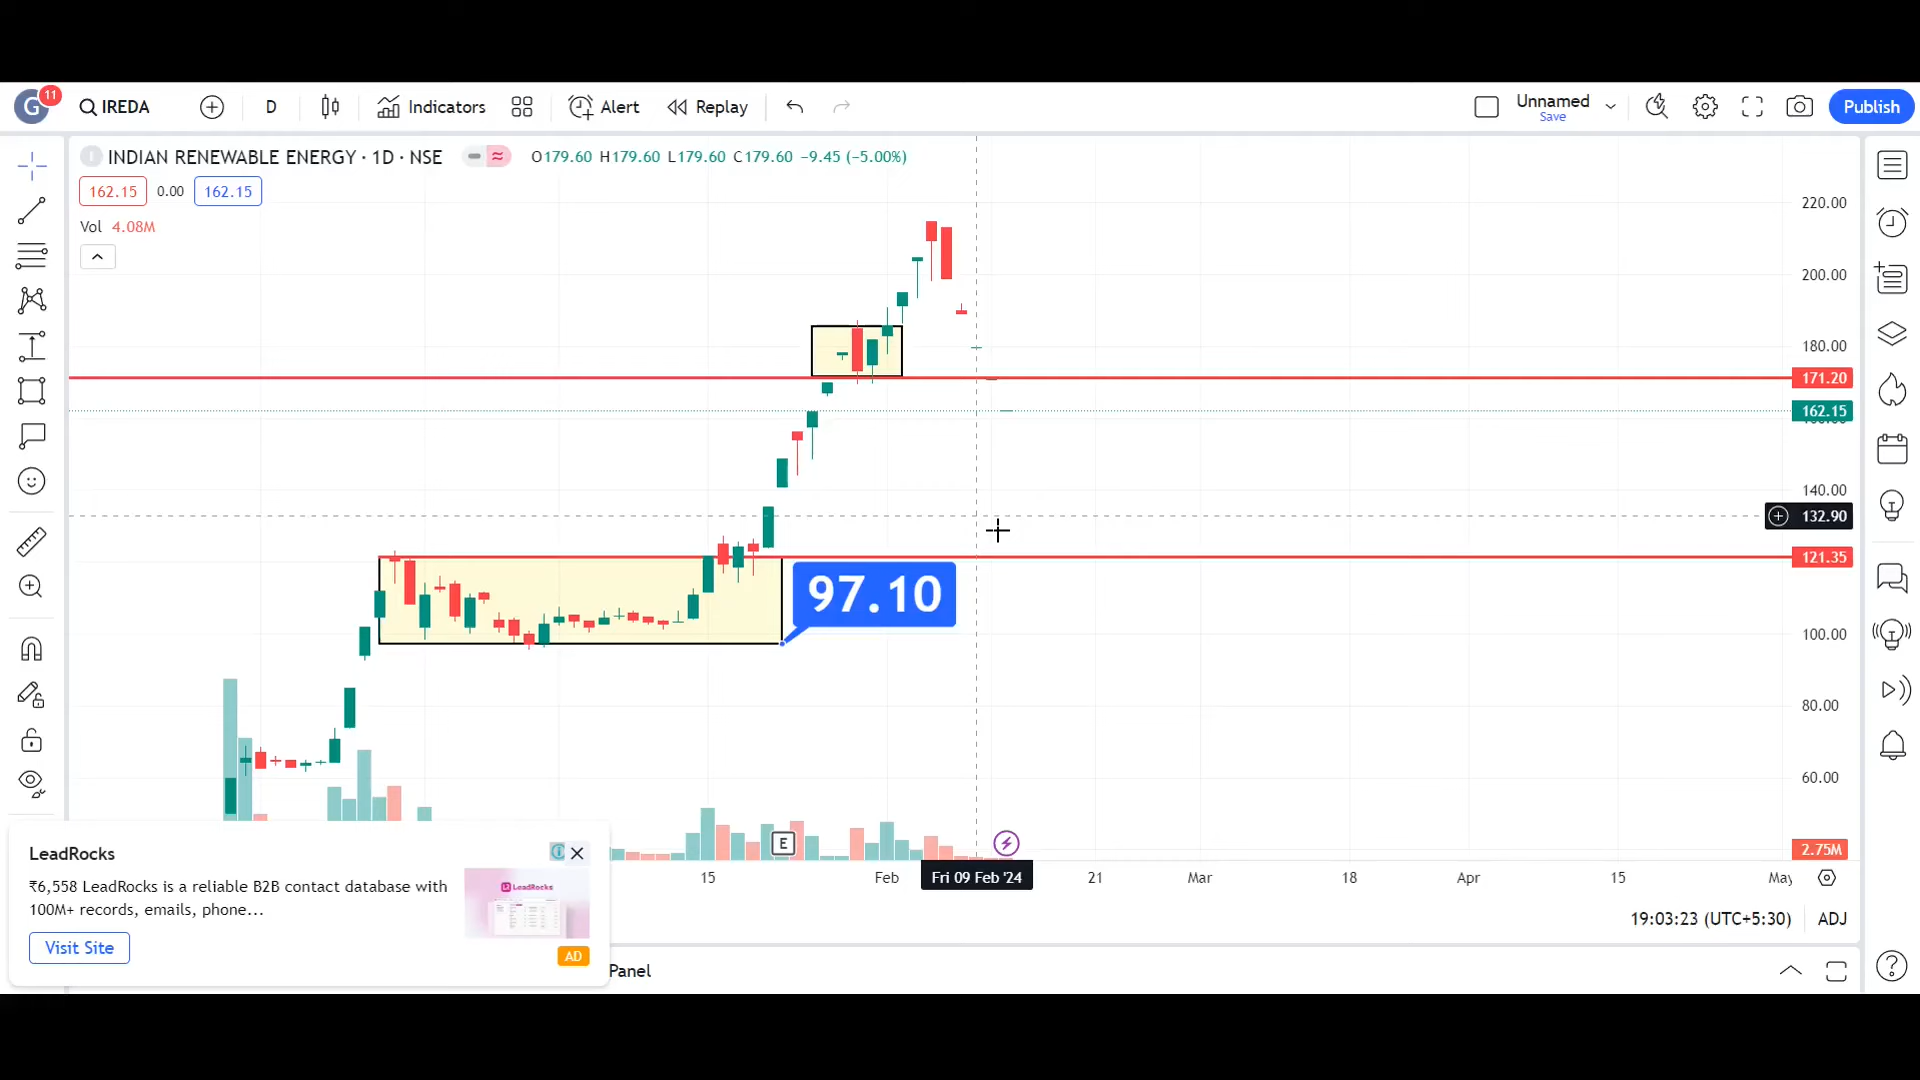 G
11
IREDA
D
Indicators
Alert
Replay
Unnamed
Save
Publish
I
INDIAN RENEWABLE ENERGY · 1D · NSE
O179.60 H179.60 L179.60 C179.60 −9.45 (−5.00%)
162.15
0.00
162.15
Vol 4.08M
220.00
200.00
180.00
171.20
162.15
160.00
140.00
132.90
121.35
97.10
100.00
80.00
60.00
2.75M
E
15
Feb
Fri 09 Feb '24
21
Mar
18
Apr
15
May
19:03:23 (UTC+5:30)
ADJ
LeadRocks
₹6,558 LeadRocks is a reliable B2B contact database with
100M+ records, emails, phone...
LeadRocks
Visit Site
AD
Panel